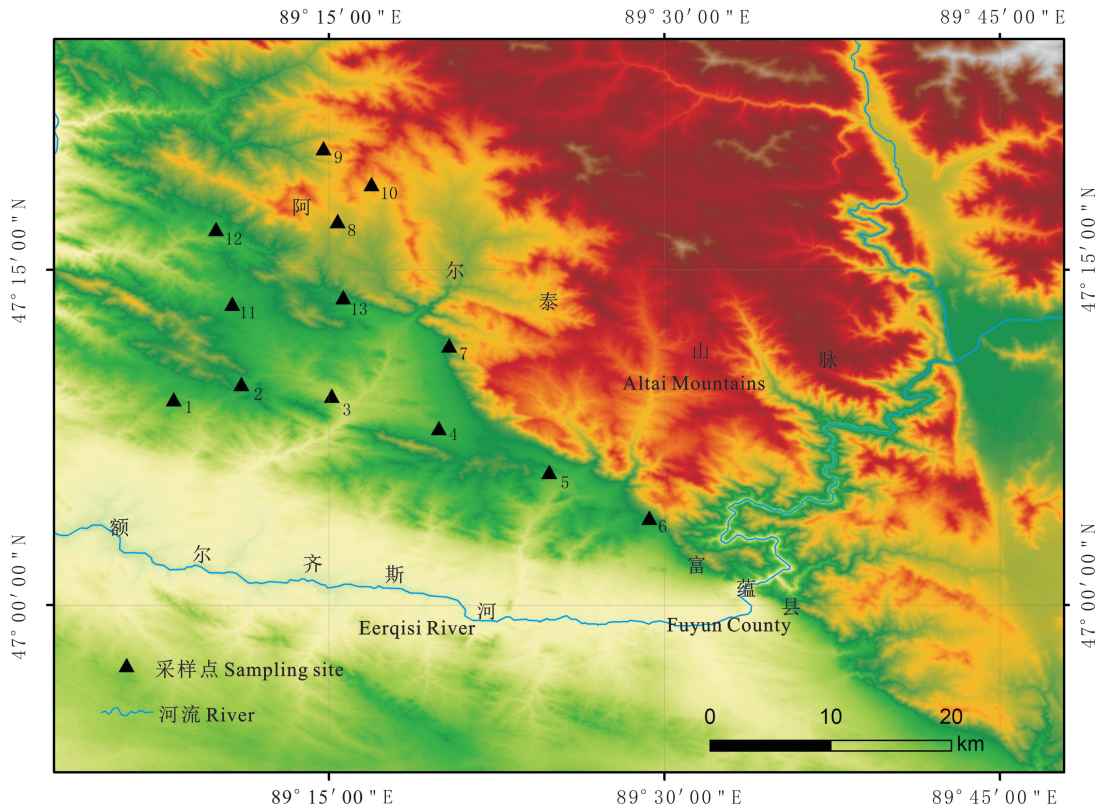 89°15′00″E
89°30′00″E
89°45′00″E
47°15′00″N
47°15′00″N
47°00′00″N
47°00′00″N
9
10
阿
8
12
尔
泰
13
11
7
山
脉
Altai Mountains
2
1
3
4
5
6
额
尔
齐
斯
河
Eerqisi River
富
蕴
县
Fuyun County
采样点 Sampling site
河流 River
0 10 20
km
89°15′00″E
89°30′00″E
89°45′00″E